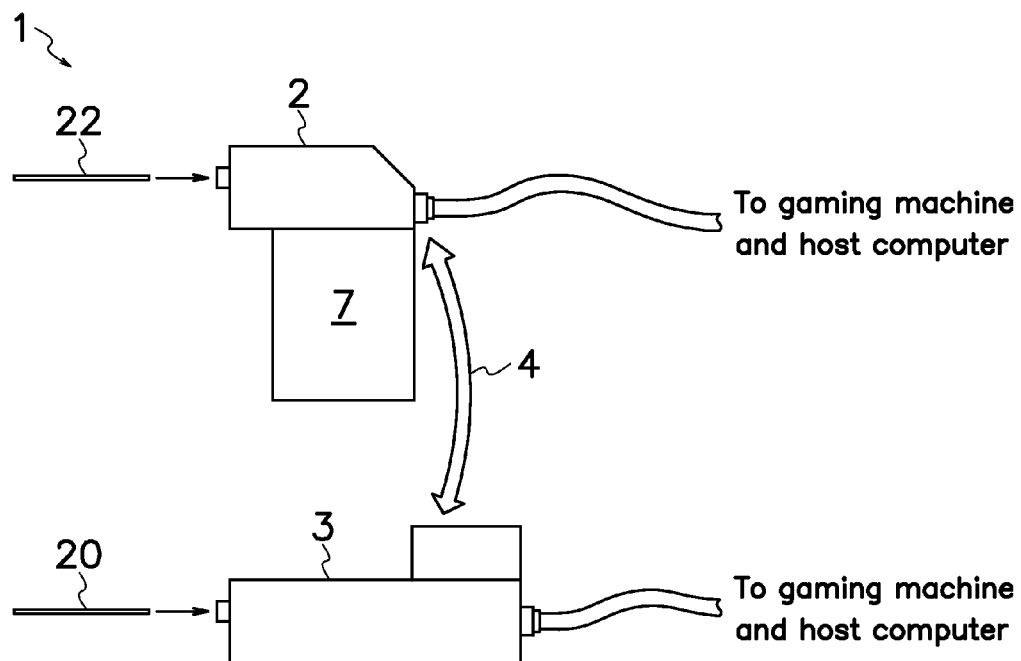 1
2
22
To gaming machine
and host computer
7
4
3
20
To gaming machine
and host computer